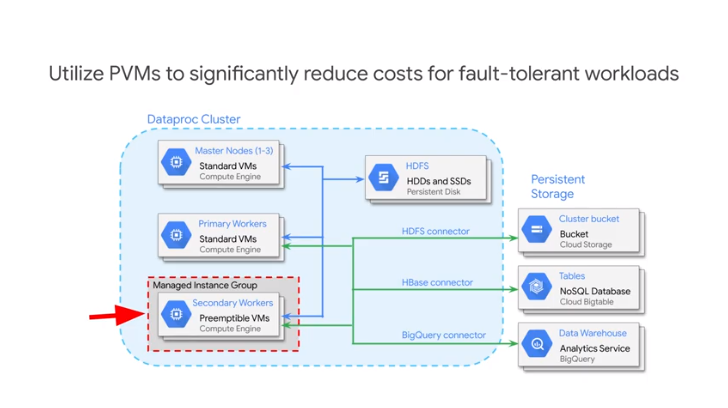 Utilize PVMs to significantly reduce costs for fault-tolerant workloads
Dataproc Cluster
Master Nodes (1-3)
Standard VMs
Compute Engine
HDFS
HDDs and SSDs
Persistent Disk
Persistent
Storage
Primary Workers
Standard VMs
Compute Engine
HDFS connector
Cluster bucket
Bucket
Cloud Storage
Managed Instance Group
Secondary Workers
Preemptible VMs
Compute Engine
HBase connector
Tables
NoSQL Database
Cloud Bigtable
BigQuery connector
Data Warehouse
Analytics Service
BigQuery